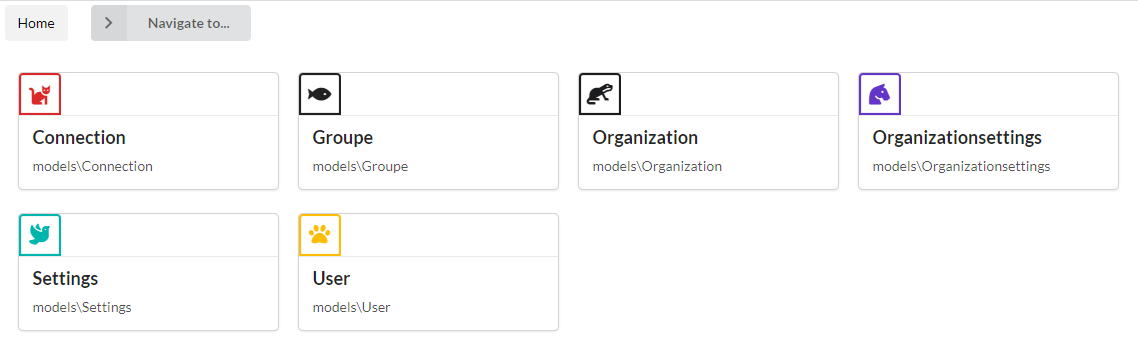 Home
Navigate to...
Connection
models\Connection
Groupe
models\Groupe
Organization
models\Organization
Organizationsettings
models\Organizationsettings
Settings
models\Settings
User
models\User